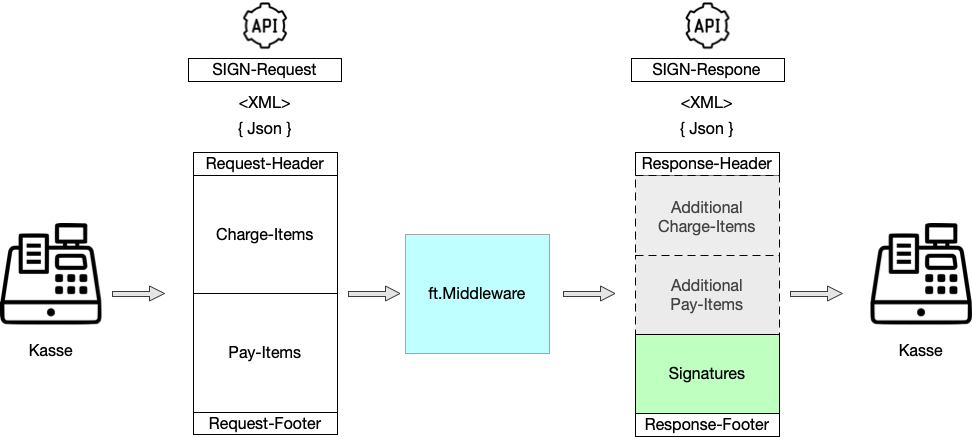 API
SIGN-Request
<XML>
{ Json }
Request-Header
Charge-Items
Pay-Items
Request-Footer
Kasse
ft.Middleware
API
SIGN-Respone
<XML>
{ Json }
Response-Header
Additional
Charge-Items
Additional
Pay-Items
Signatures
Response-Footer
Kasse